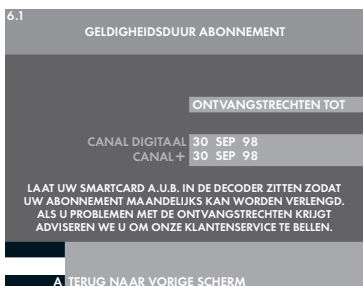 6.1
GELDIGHEIDSDUUR ABONNEMENT
ONTVANGSTRECHTEN TOT
CANAL DIGITAAL 30 SEP 98
CANAL+ 30 SEP 98
LAAT UW SMARTCARD A.U.B. IN DE DECODER ZITTEN ZODAT
UW ABONNEMENT MAANDELIJKS KAN WORDEN VERLENGD.
ALS U PROBLEMEN MET DE ONTVANGSTRECHTEN KRIJGT
ADVISEREN WE U OM ONZE KLANTENSERVICE TE BELLEN.
A TERUG NAAR VORIGE SCHERM